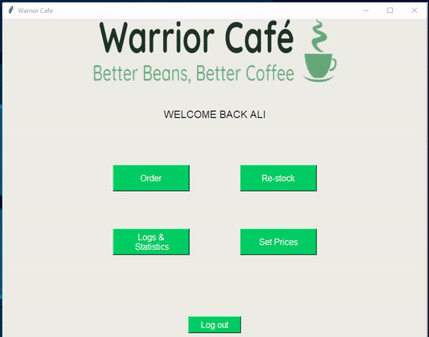 Warrior Cafe
Warrior Café
Better Beans, Better Coffee
WELCOME BACK ALI
Order
Re-stock
Logs &
Statistics
Set Prices
Log out